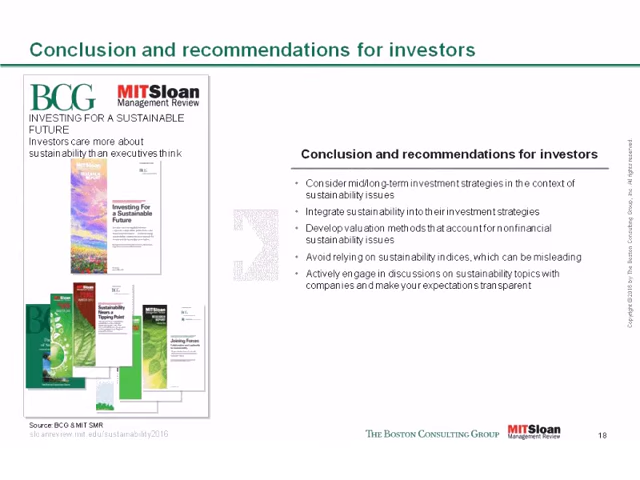 Conclusion and recommendations for investors
BCG
MITSloan
Management Review
INVESTING FOR A SUSTAINABLE
FUTURE
Investors care more about
sustainability than executives think
MITSloan
Investing For
a Sustainable
Future
Sustainability
Nears a
Tipping Point
MITSloan
Joining Forces
Conclusion and recommendations for investors
• Consider mid/long-term investment strategies in the context of
sustainability issues
• Integrate sustainability into their investment strategies
• Develop valuation methods that account for nonfinancial
sustainability issues
• Avoid relying on sustainability indices, which can be misleading
• Actively engage in discussions on sustainability topics with
companies and make your expectations transparent
Source: BCG & MIT SMR
sloanreview.mit.edu/sustainability2016
THE BOSTON CONSULTING GROUP
MITSloan
Management Review
18
Copyright © 2016 by The Boston Consulting Group, Inc. All rights reserved.